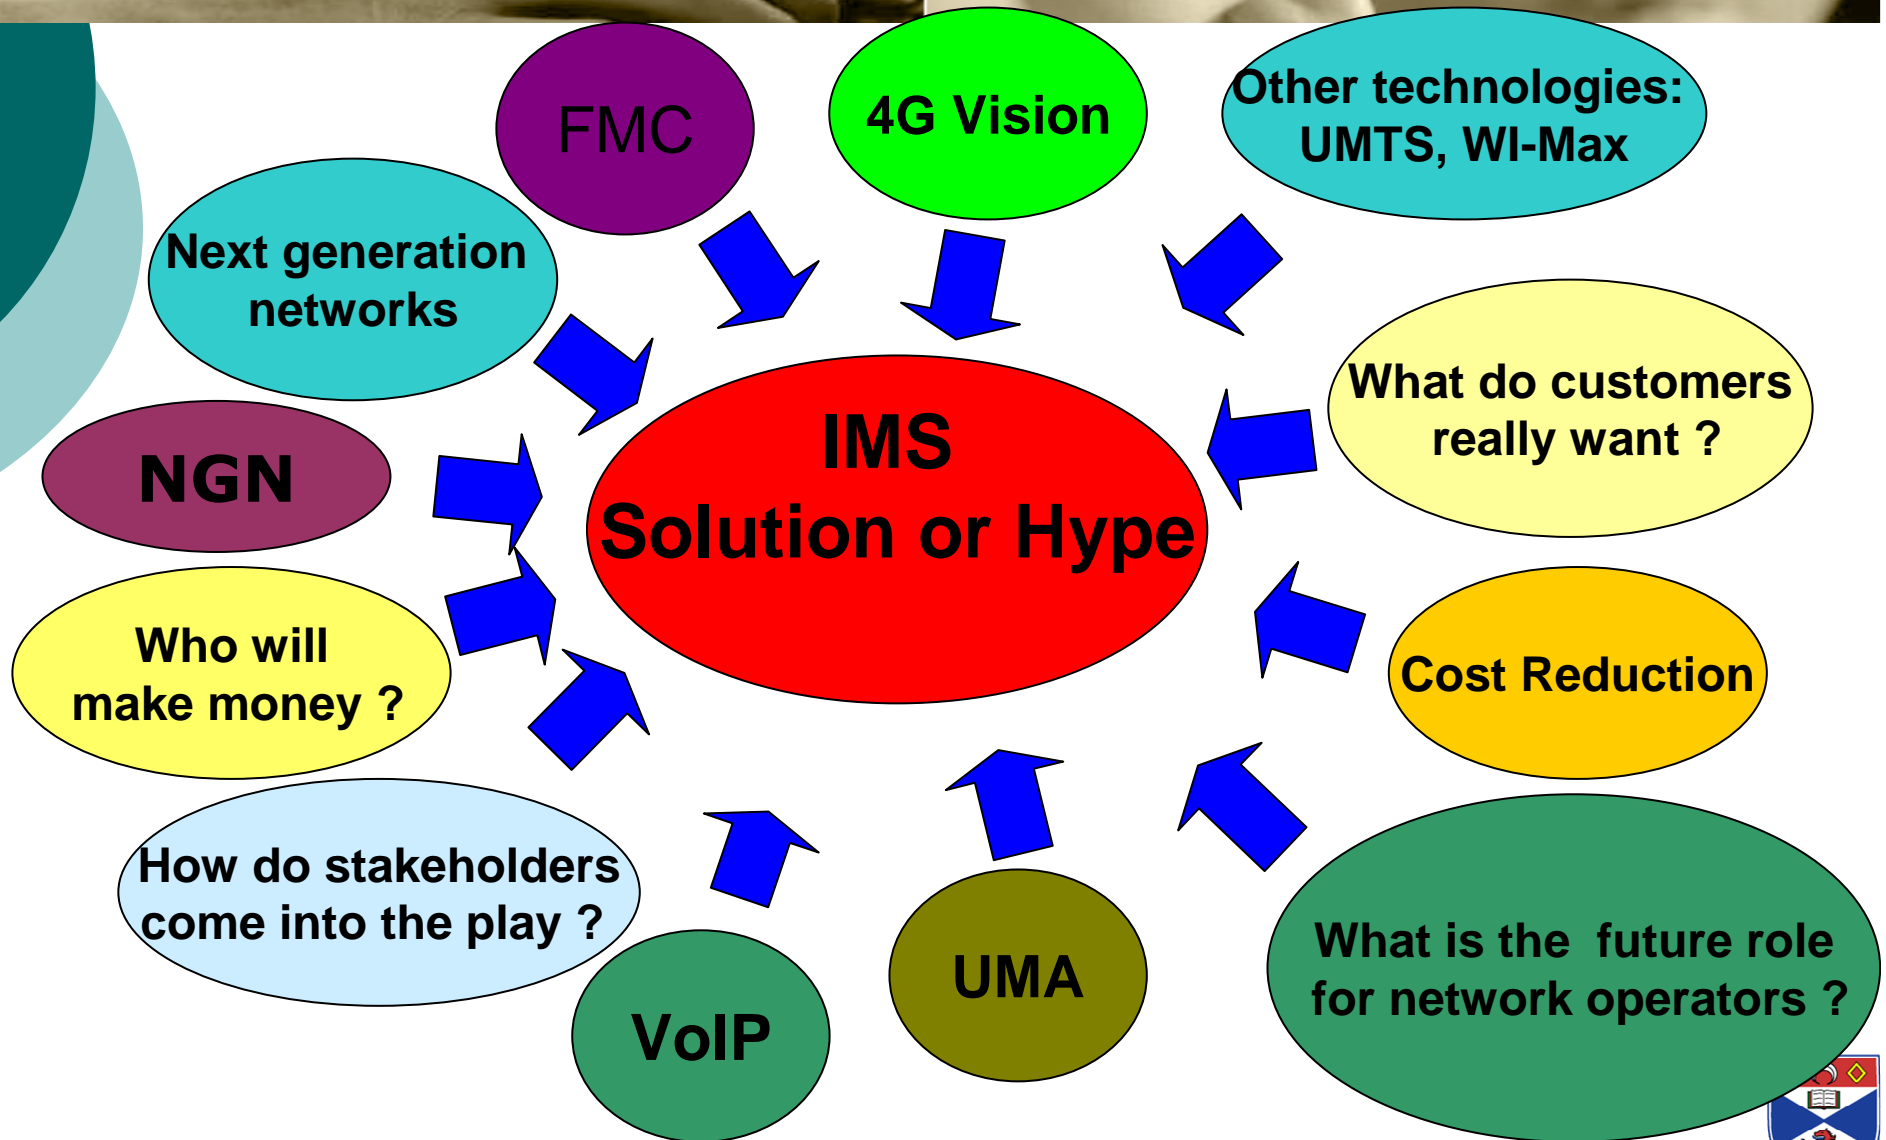 FMC
4G Vision
Other technologies:
UMTS, WI-Max
Next generation
networks
What do customers
really want ?
IMS
Solution or Hype
NGN
Who will
make money ?
Cost Reduction
How do stakeholders
come into the play ?
VoIP
UMA
What is the  future role
for network operators ?